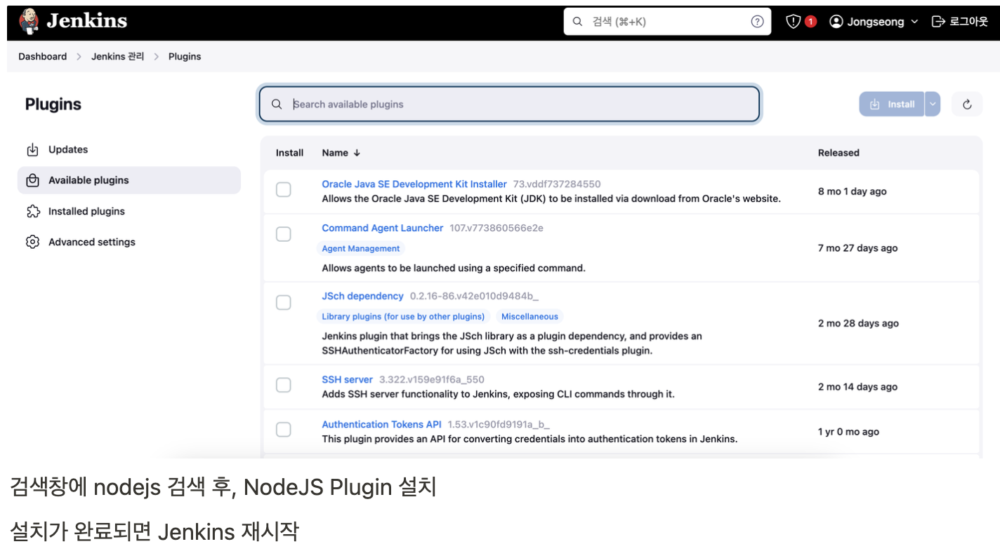 Jenkins
검색 (⌘+K)
1
Jongseong
로그아웃
Dashboard > Jenkins 관리 > Plugins
Plugins
Search available plugins
Install
Updates
Available plugins
Installed plugins
Advanced settings
Install Name ↓ Released
Oracle Java SE Development Kit Installer 73.vddf737284550
Allows the Oracle Java SE Development Kit (JDK) to be installed via download from Oracle's website.
8 mo 1 day ago
Command Agent Launcher 107.v773860566e2e
Agent Management
Allows agents to be launched using a specified command.
7 mo 27 days ago
JSch dependency 0.2.16-86.v42e010d9484b_
Library plugins (for use by other plugins) Miscellaneous
Jenkins plugin that brings the JSch library as a plugin dependency, and provides an
SSHAuthenticatorFactory for using JSch with the ssh-credentials plugin.
2 mo 28 days ago
SSH server 3.322.v159e91f6a_550
Adds SSH server functionality to Jenkins, exposing CLI commands through it.
2 mo 14 days ago
Authentication Tokens API 1.53.v1c90fd9191a_b_
This plugin provides an API for converting credentials into authentication tokens in Jenkins.
1 yr 0 mo ago
검색창에 nodejs 검색 후, NodeJS Plugin 설치
설치가 완료되면 Jenkins 재시작